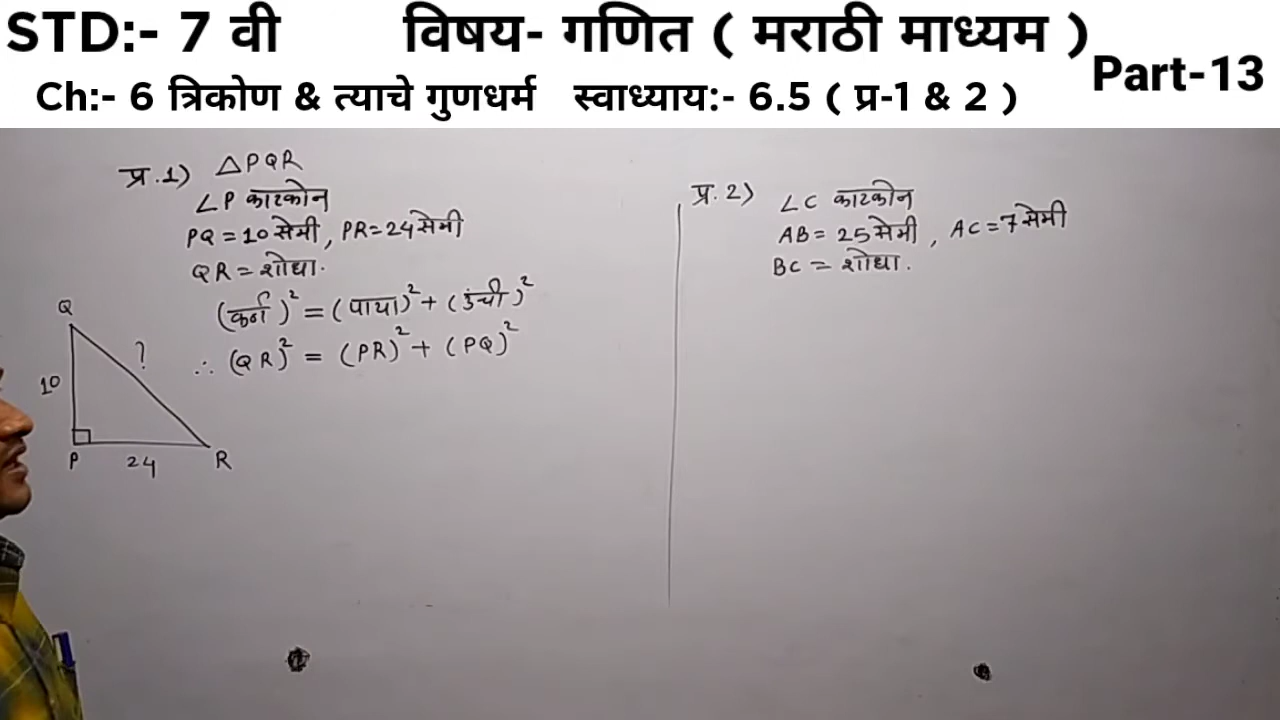 STD:- 7 वी विषय- गणित ( मराठी माध्यम )
Part-13
Ch:- 6 त्रिकोण & त्याचे गुणधर्म स्वाध्याय:- 6.5 ( प्र-1 & 2 )
प्र.1) △PQR
∠P काटकोन
PQ = 10 सेमी, PR = 24 सेमी
QR = शोधा.
(कर्ण)² = (पाया)² + (उंची)²
∴ (QR)² = (PR)² + (PQ)²
Q
?
10
P 24 R
प्र.2) ∠C काटकोन
AB = 25 सेमी, AC = 7 सेमी
BC = शोधा.